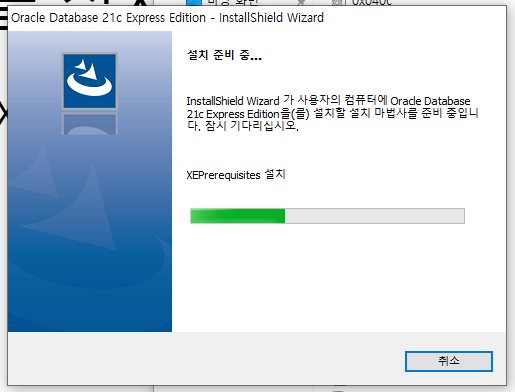 0x040c
Oracle Database 21c Express Edition - InstallShield Wizard
설치 준비 중...
InstallShield Wizard 가 사용자의 컴퓨터에 Oracle Database
21c Express Edition을(를) 설치할 설치 마법사를 준비 중입니
다. 잠시 기다리십시오.
XEPrerequisites 설치
취소